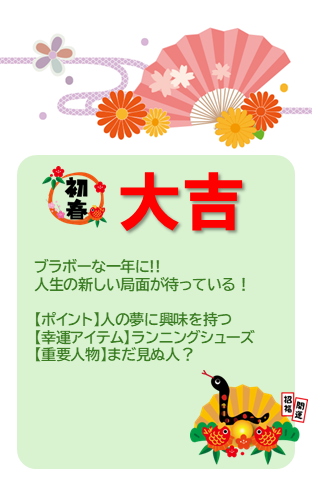 初春
大吉
ブラボーな一年に!!
人生の新しい局面が待っている！
【ポイント】人の夢に興味を持つ
【幸運アイテム】ランニングシューズ
【重要人物】まだ見ぬ人？
招福
開運